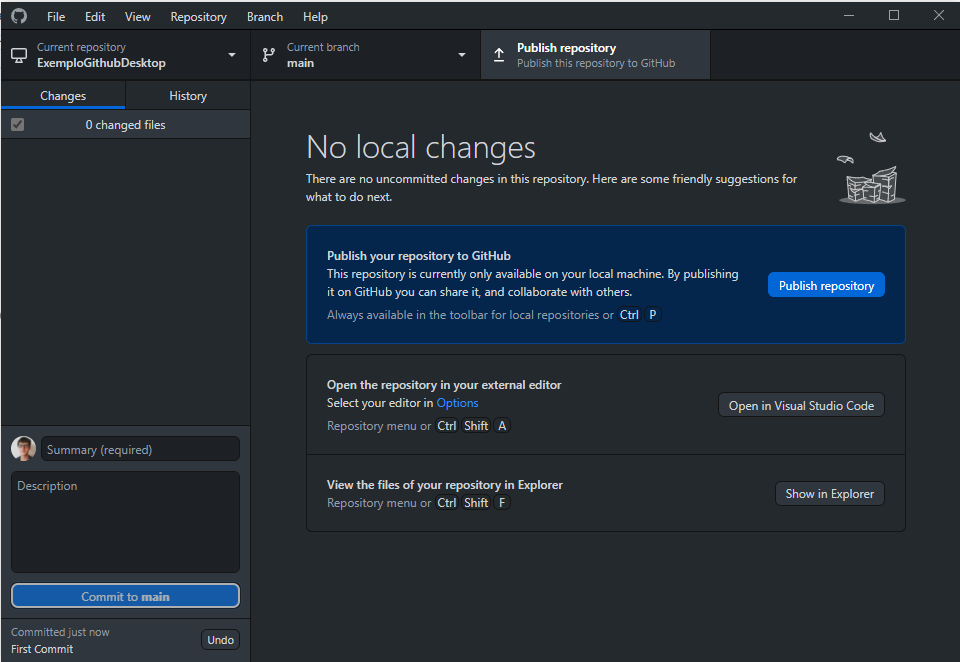 File Edit View Repository Branch Help
Current repository
ExemploGithubDesktop
Current branch
main
Publish repository
Publish this repository to GitHub
Changes History
0 changed files
No local changes
There are no uncommitted changes in this repository. Here are some friendly suggestions for
what to do next.
Publish your repository to GitHub
This repository is currently only available on your local machine. By publishing
it on GitHub you can share it, and collaborate with others.
Always available in the toolbar for local repositories or Ctrl P
Publish repository
Open the repository in your external editor
Select your editor in Options
Repository menu or Ctrl Shift A
Open in Visual Studio Code
View the files of your repository in Explorer
Repository menu or Ctrl Shift F
Show in Explorer
Summary (required)
Description
Commit to main
Committed just now
First Commit
Undo